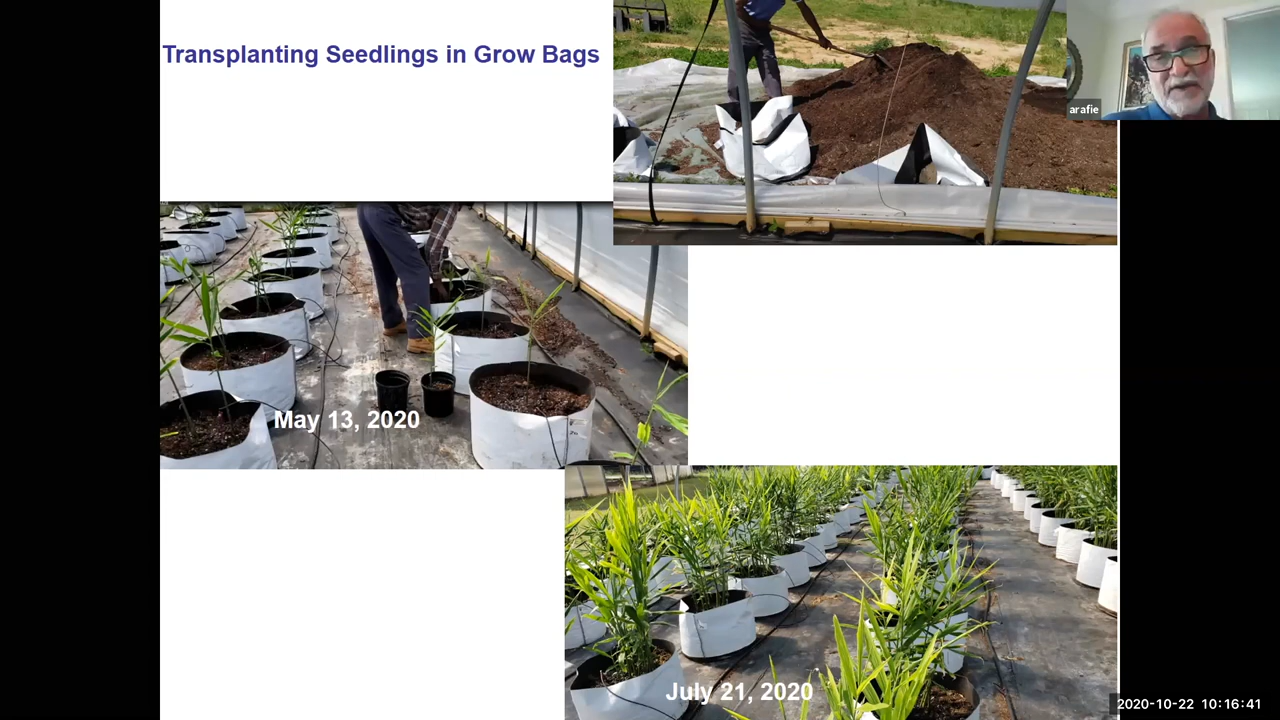 Transplanting Seedlings in Grow Bags
arafie
May 13, 2020
July 21, 2020
2020-10-22 10:16:41